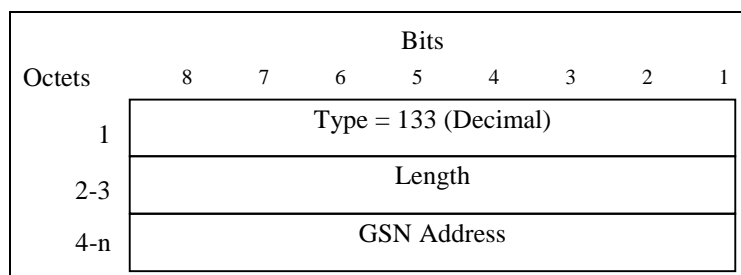 Bits
Octets 8 7 6 5 4 3 2 1
1 Type = 133 (Decimal)
2-3 Length
4-n GSN Address